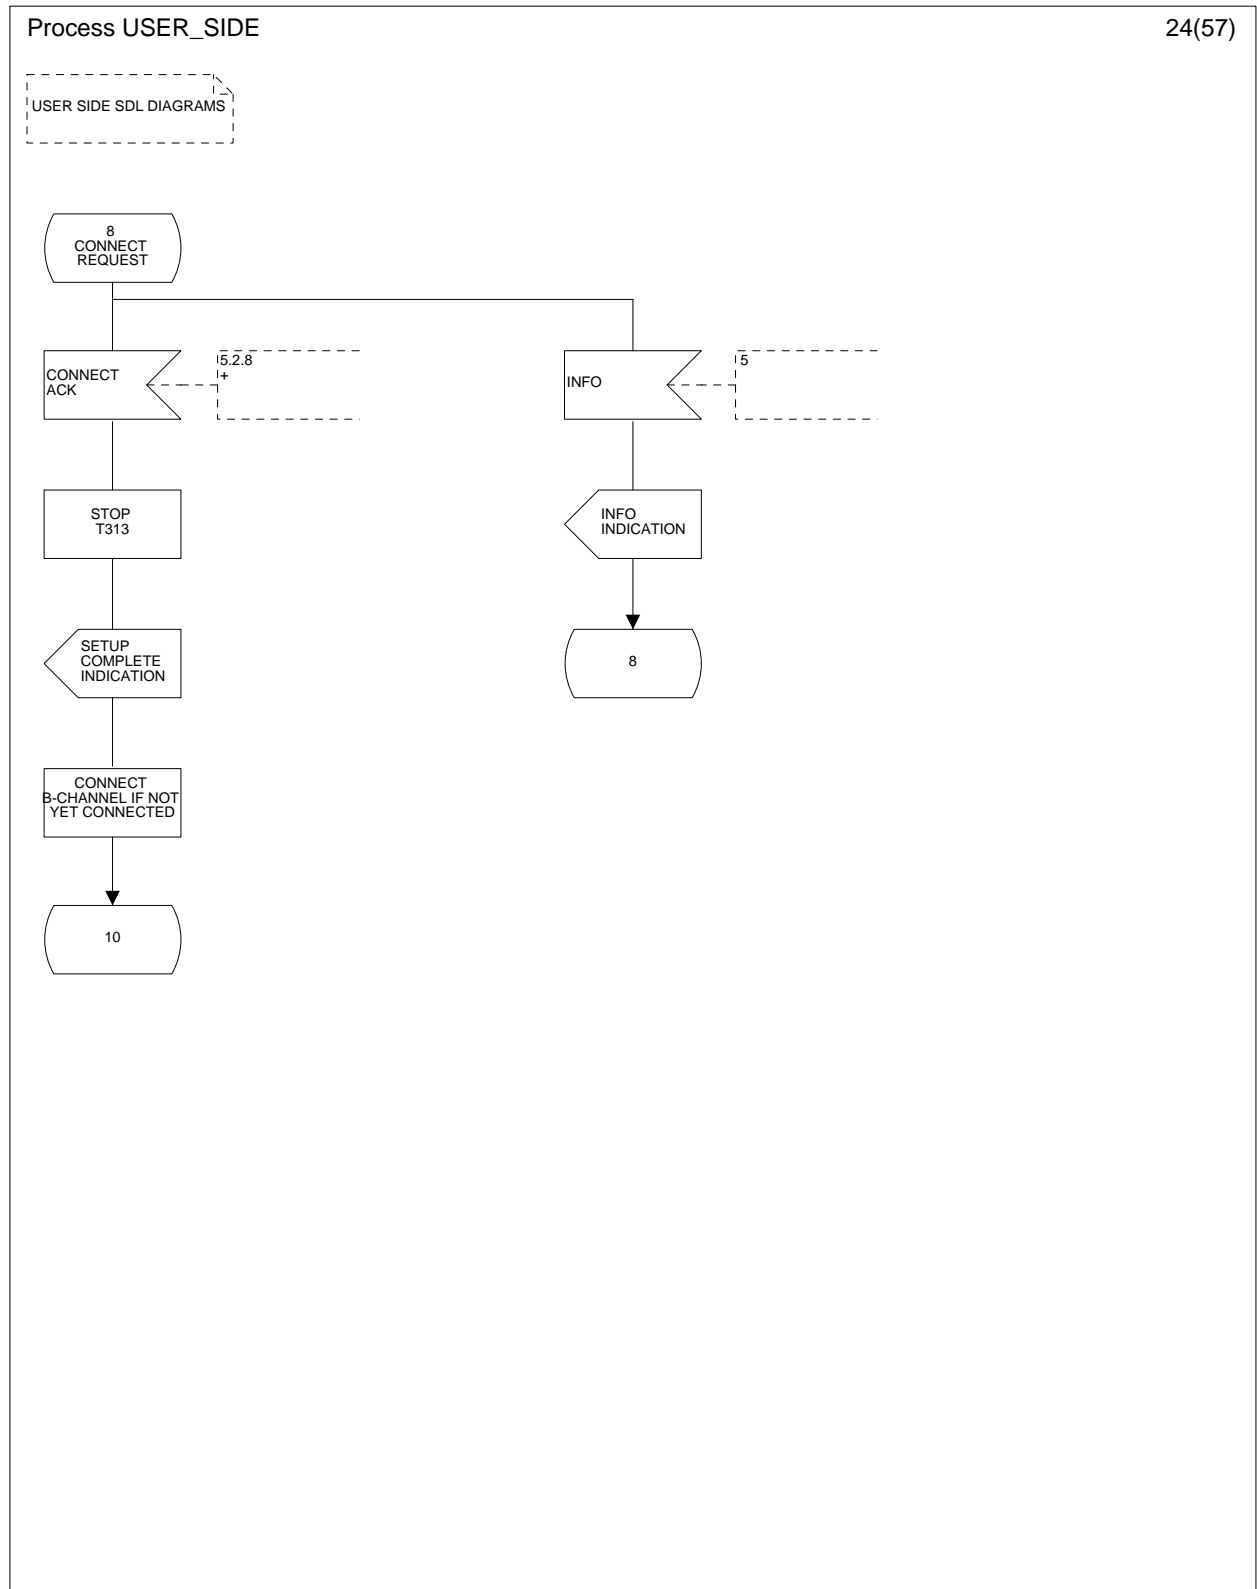 Process USER_SIDE
24(57)
USER SIDE SDL DIAGRAMS
8
CONNECT
REQUEST
CONNECT
ACK
5.2.8
+
INFO
5
STOP
T313
INFO
INDICATION
SETUP
COMPLETE
INDICATION
8
CONNECT
B-CHANNEL IF NOT
YET CONNECTED
10